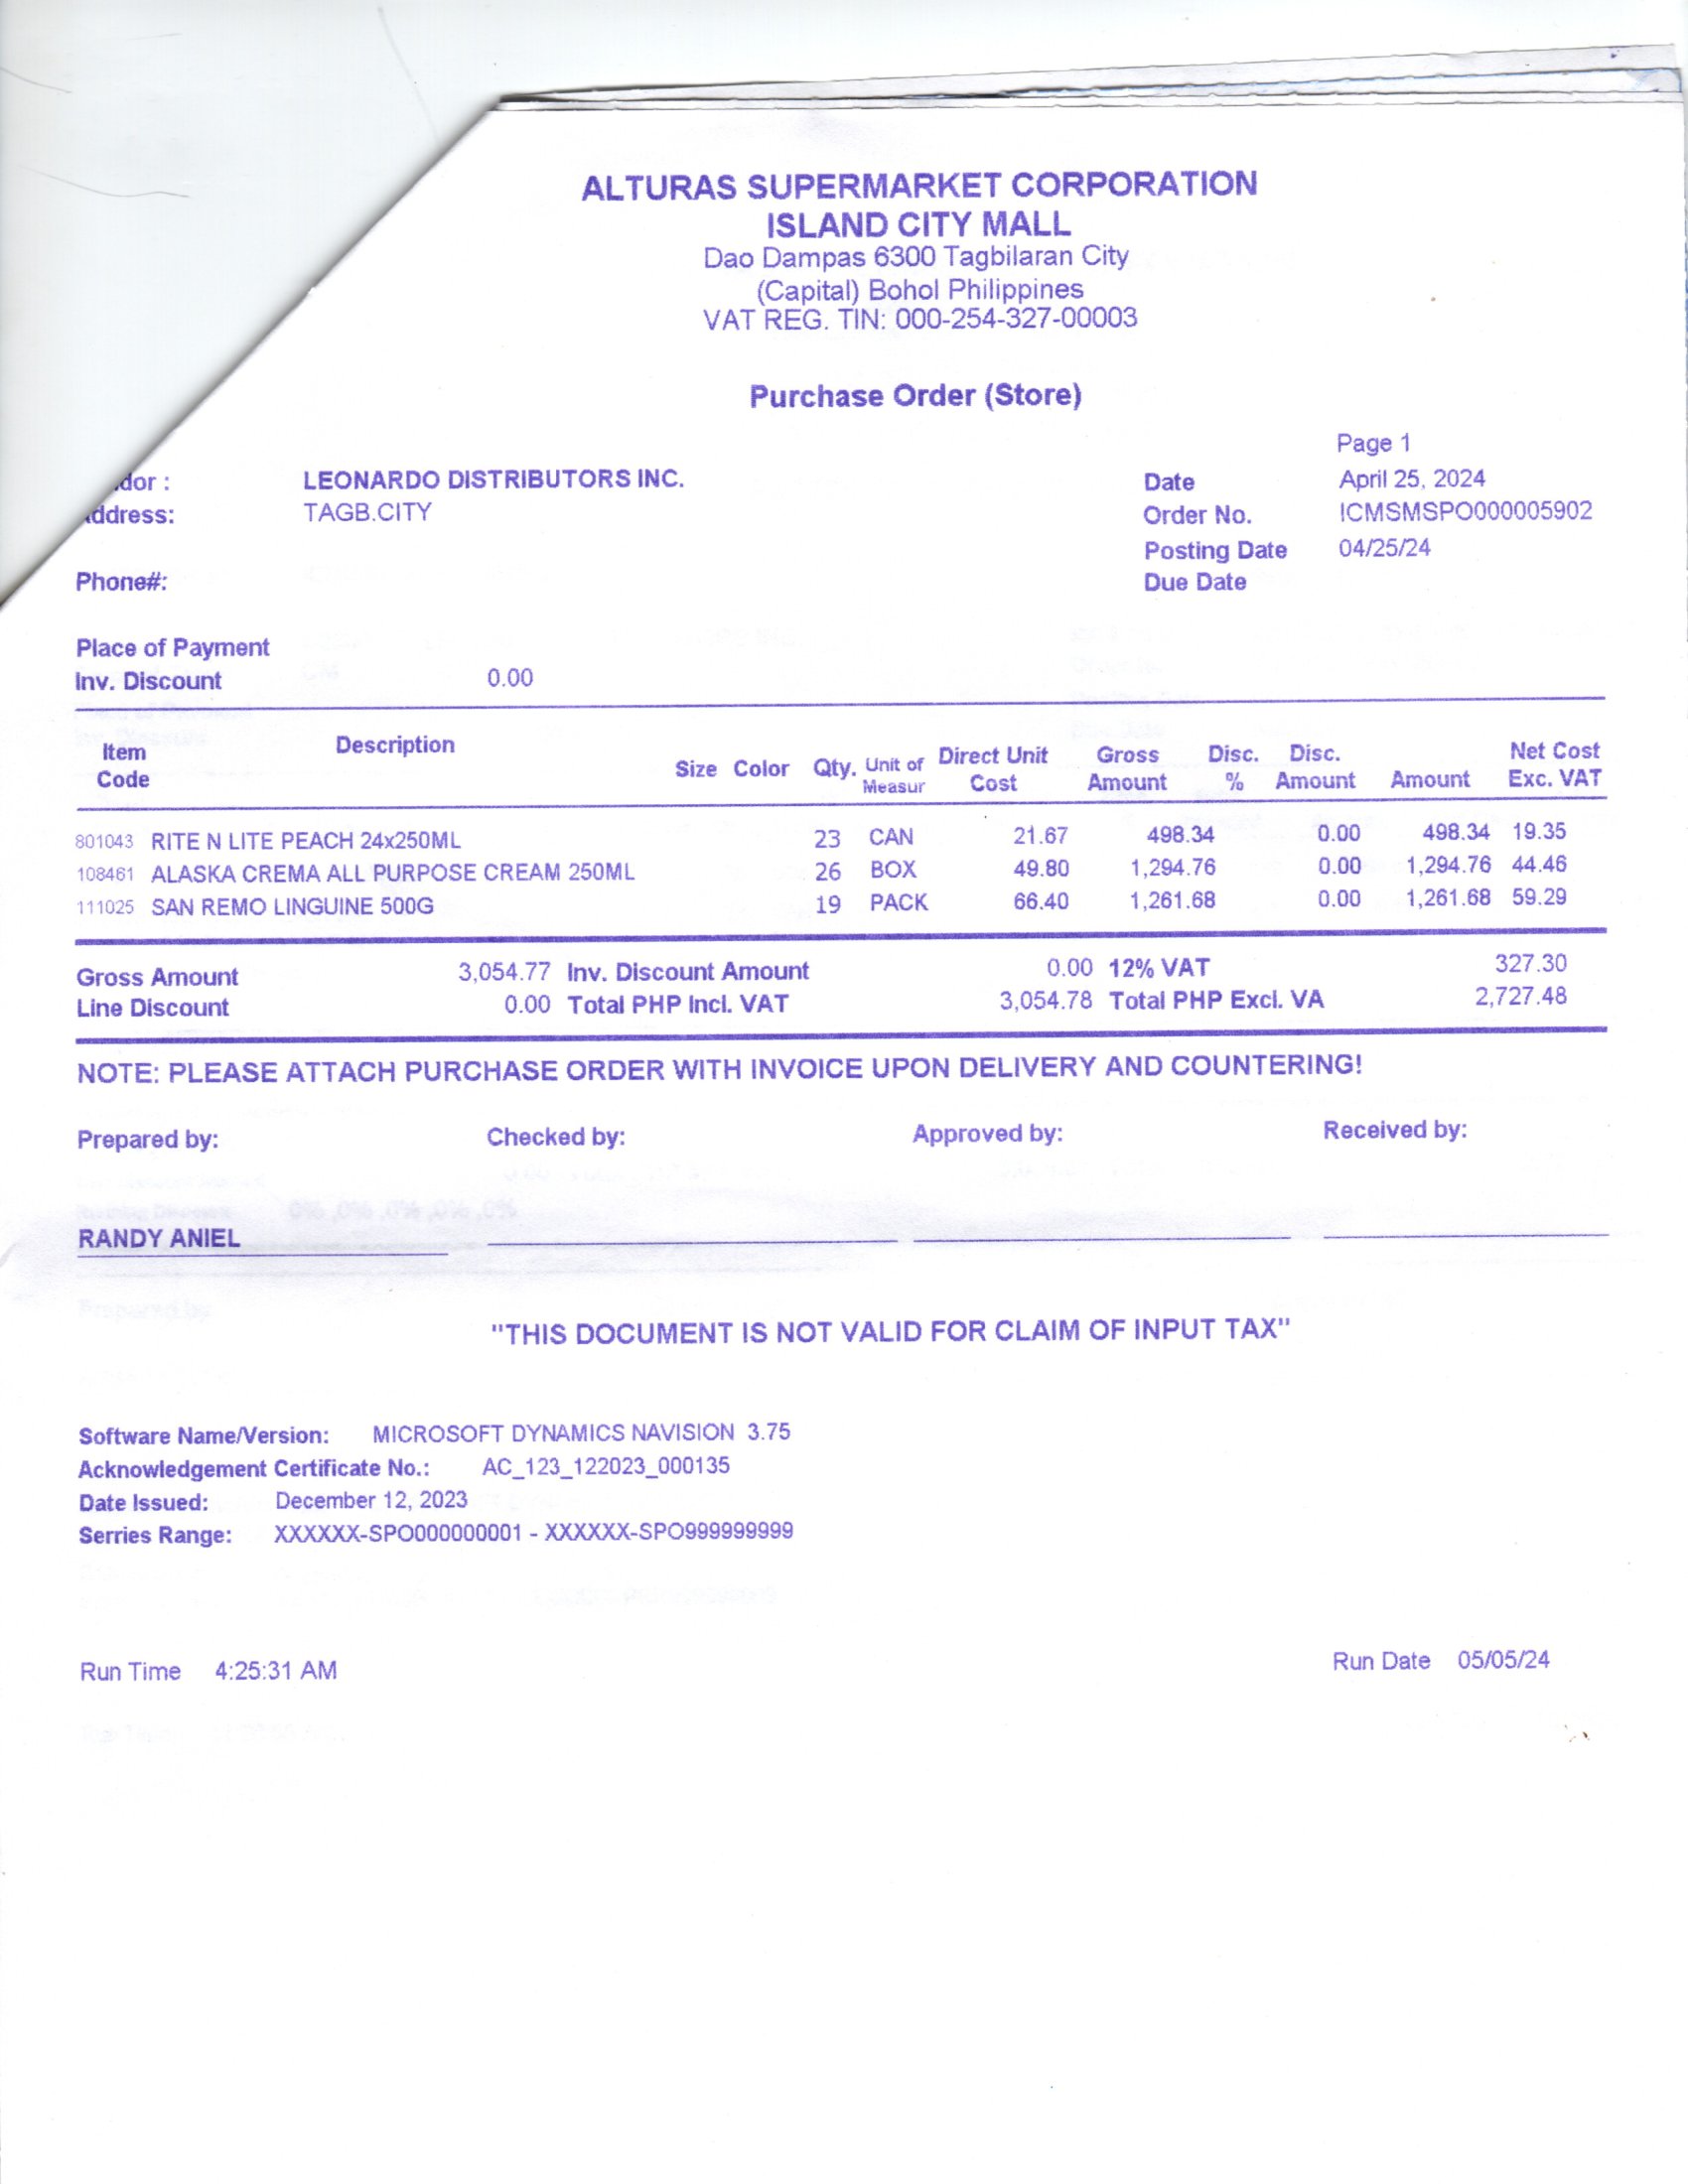 ALTURAS SUPERMARKET CORPORATION
ISLAND CITY MALL
Dao Dampas 6300 Tagbilaran City
(Capital) Bohol Philippines
VAT REG. TIN: 000-254-327-00003
Purchase Order (Store)
Page 1
dor : LEONARDO DISTRIBUTORS INC. Date April 25, 2024
ddress: TAGB.CITY Order No. ICMSMSPO000005902
Posting Date 04/25/24
Phone#: Due Date
Place of Payment
Inv. Discount 0.00
Item Code Description Size Color Qty. Unit of Measur Direct Unit Cost Gross Amount Disc. % Disc. Amount Amount Net Cost Exc. VAT
801043 RITE N LITE PEACH 24x250ML 23 CAN 21.67 498.34 0.00 498.34 19.35
108461 ALASKA CREMA ALL PURPOSE CREAM 250ML 26 BOX 49.80 1,294.76 0.00 1,294.76 44.46
111025 SAN REMO LINGUINE 500G 19 PACK 66.40 1,261.68 0.00 1,261.68 59.29
Gross Amount 3,054.77 Inv. Discount Amount 0.00 12% VAT 327.30
Line Discount 0.00 Total PHP Incl. VAT 3,054.78 Total PHP Excl. VA 2,727.48
NOTE: PLEASE ATTACH PURCHASE ORDER WITH INVOICE UPON DELIVERY AND COUNTERING!
Prepared by: Checked by: Approved by: Received by:
RANDY ANIEL
"THIS DOCUMENT IS NOT VALID FOR CLAIM OF INPUT TAX"
Software Name/Version: MICROSOFT DYNAMICS NAVISION 3.75
Acknowledgement Certificate No.: AC_123_122023_000135
Date Issued: December 12, 2023
Serries Range: XXXXXX-SPO000000001 - XXXXXX-SPO999999999
Run Time 4:25:31 AM Run Date 05/05/24